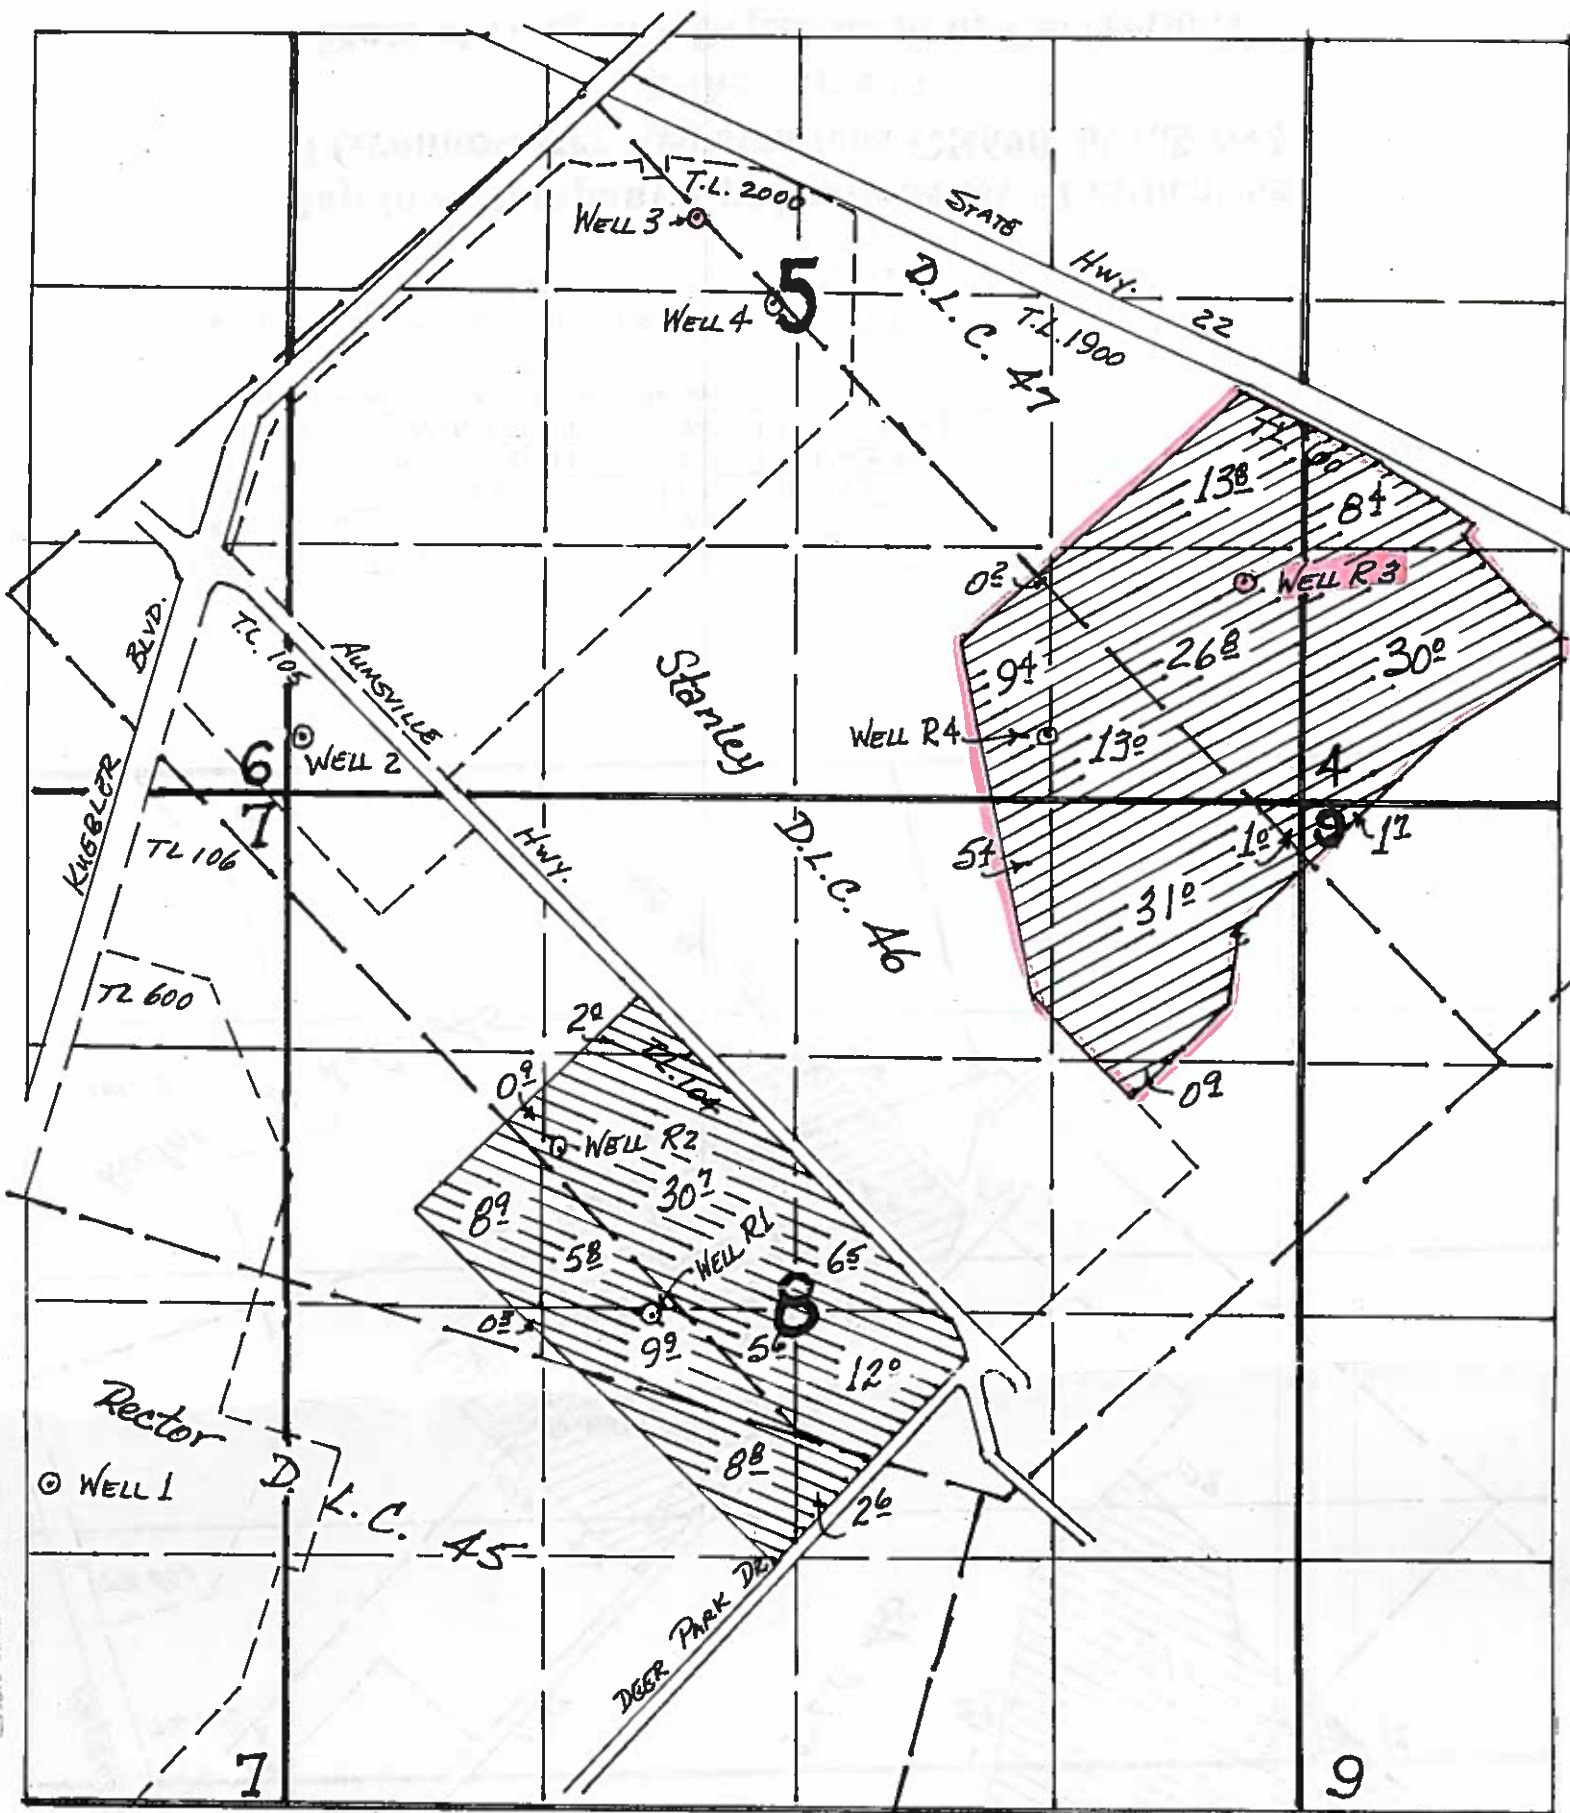 STATE HWY. 22
T.L. 2000
WELL 3
5
D.L.C. 47
WELL 4
T.L. 1900
13 8
8 4
0 2
WELL R3
BLVD.
T.L. 105
AUMSVILLE
Stanley
9 4
26 8
30 0
WELL R4
13 0
WELL 2
6
4
7
KUEBLER
TL 106
HWY.
D.L.C. 46
5 4
1 0
9
1 7
31 0
TL 600
2 0
T.L. 104
0 9
0 9
WELL R2
30 7
8 9
WELL R1
5 8
6 5
8
0 3
9 9
5
12 0
Rector
D. L. C. 45
WELL 1
8 8
2 6
DEER PARK DR.
7
9